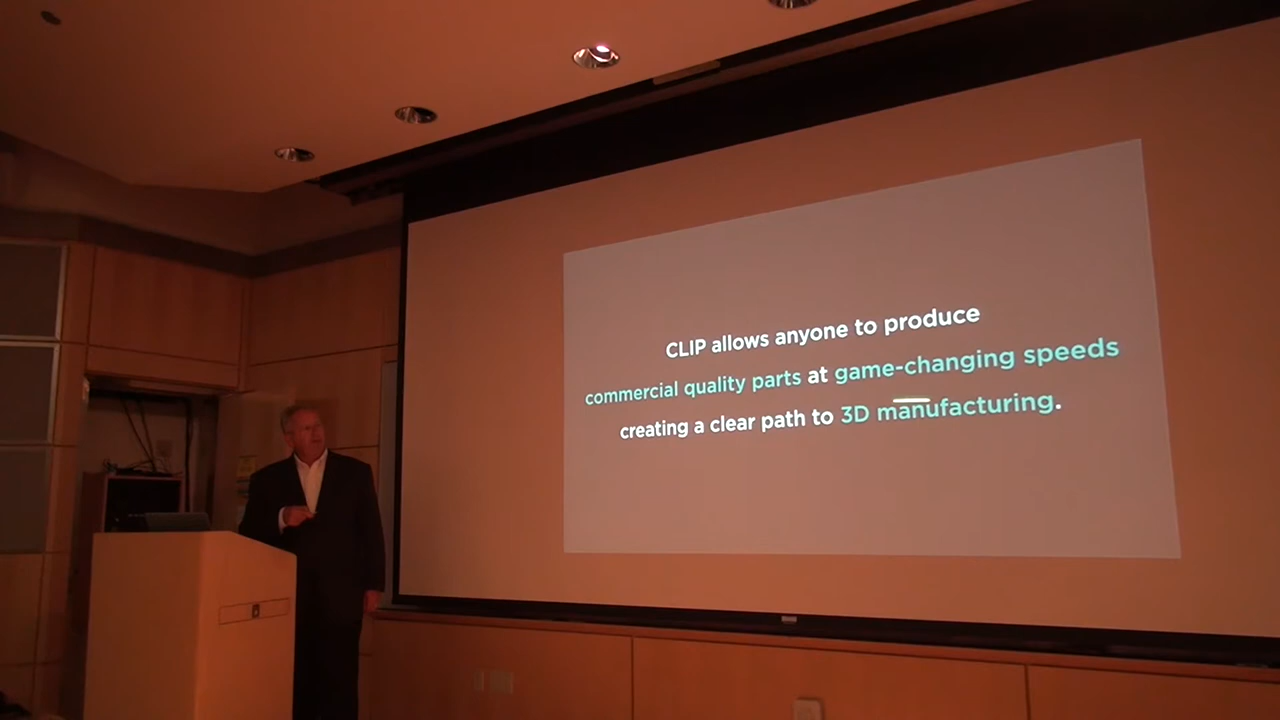 CLIP allows anyone to produce
commercial quality parts at game-changing speeds
creating a clear path to 3D manufacturing.